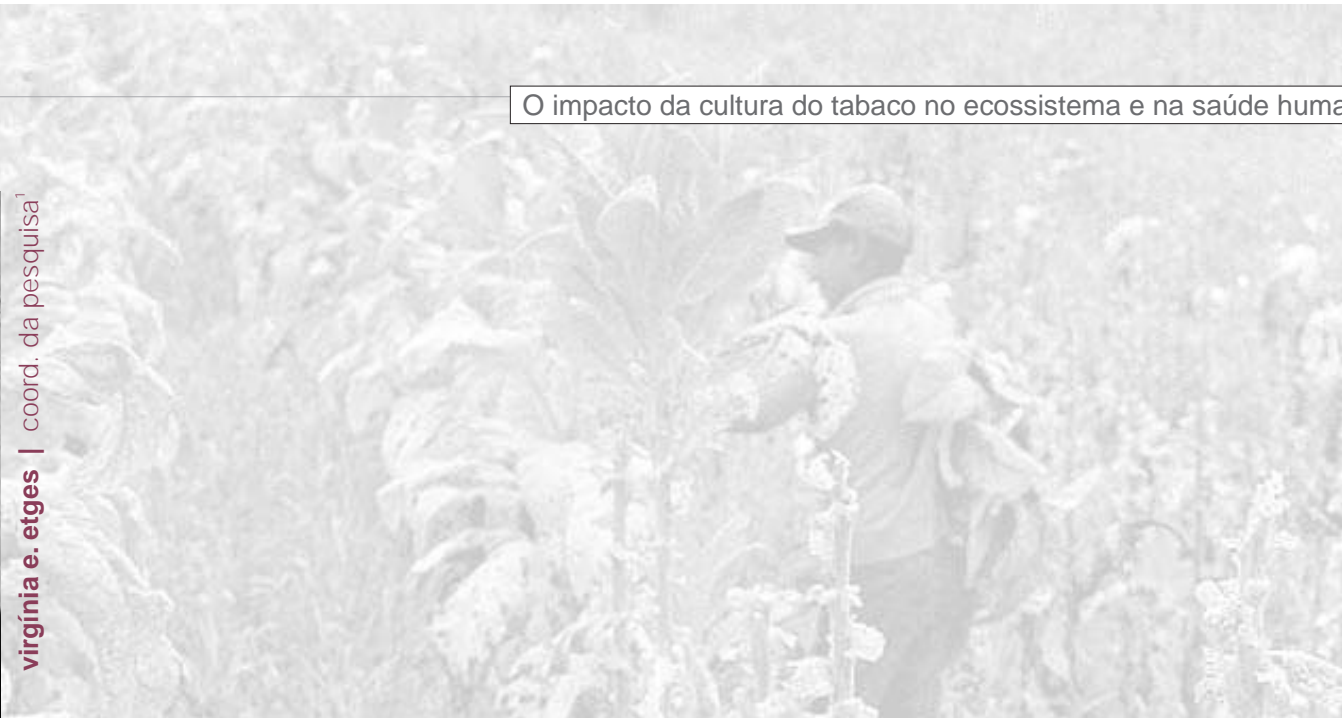 O impacto da cultura do tabaco no ecossistema e na saúde huma
virgínia e. etges | coord. da pesquisa¹